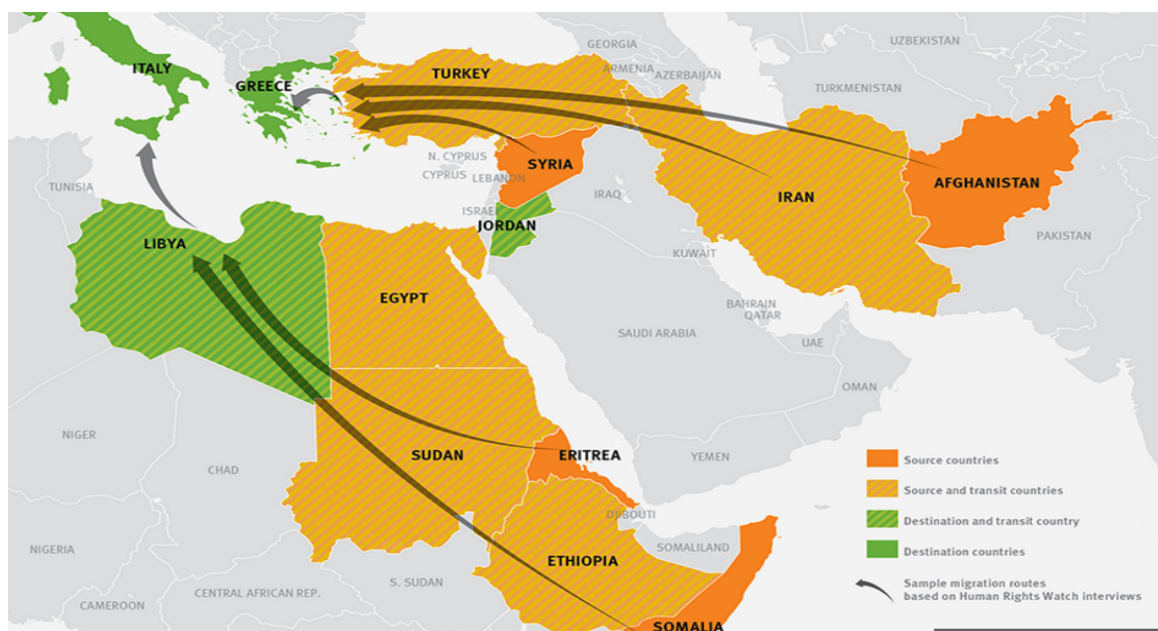 GEORGIA
UZBEKISTAN
ITALY
TURKEY
ARMENIA
AZERBAIJAN
GREECE
TURKMENISTAN
N. CYPRUS
CYPRUS
SYRIA
LEBANON
TUNISIA
IRAQ
IRAN
AFGHANISTAN
ISRAEL
JORDAN
PAKISTAN
LIBYA
KUWAIT
EGYPT
BAHRAIN
QATAR
SAUDI ARABIA
UAE
OMAN
NIGER
CHAD
SUDAN
ERITREA
YEMEN
DJIBOUTI
NIGERIA
ETHIOPIA
SOMALILAND
S. SUDAN
CENTRAL AFRICAN REP.
CAMEROON
SOMALIA
Source countries
Source and transit countries
Destination and transit country
Destination countries
Sample migration routes
based on Human Rights Watch interviews